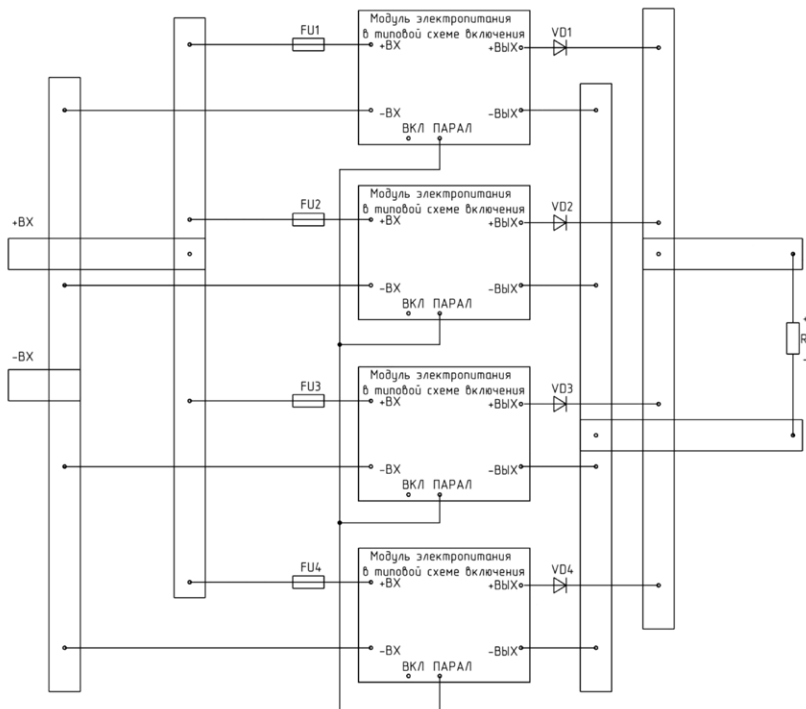 Модуль электропитания
в типовой схеме включения
FU1
+ВХ
+ВЫХ
VD1
-ВХ
-ВЫХ
ВКЛ ПАРАЛ
Модуль электропитания
в типовой схеме включения
FU2
+ВХ
+ВЫХ
VD2
+ВХ
-ВХ
-ВЫХ
ВКЛ ПАРАЛ
+
R
-
-ВХ
Модуль электропитания
в типовой схеме включения
FU3
+ВХ
+ВЫХ
VD3
-ВХ
-ВЫХ
ВКЛ ПАРАЛ
Модуль электропитания
в типовой схеме включения
FU4
+ВХ
+ВЫХ
VD4
-ВХ
-ВЫХ
ВКЛ ПАРАЛ